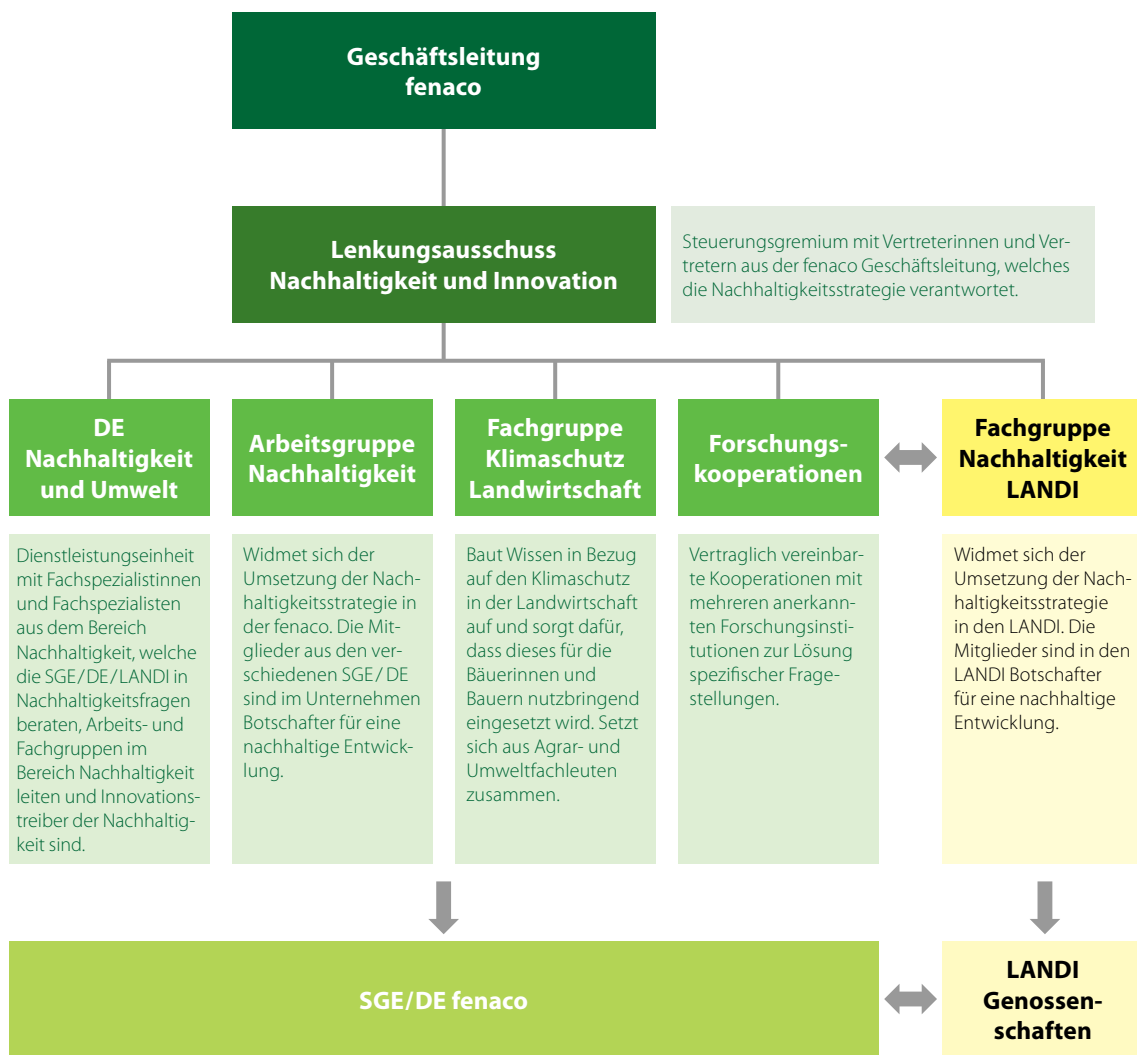 Geschäftsleitung
fenaco
Lenkungsausschuss
Nachhaltigkeit und Innovation
Steuerungsgremium mit Vertreterinnen und Ver-
tretern aus der fenaco Geschäftsleitung, welches
die Nachhaltigkeitsstrategie verantwortet.
DE
Nachhaltigkeit
und Umwelt
Dienstleistungseinheit
mit Fachspezialistinnen
und Fachspezialisten
aus dem Bereich
Nachhaltigkeit, welche
die SGE/DE/LANDI in
Nachhaltigkeitsfragen
beraten, Arbeits- und
Fachgruppen im
Bereich Nachhaltigkeit
leiten und Innovations-
treiber der Nachhaltig-
keit sind.
Arbeitsgruppe
Nachhaltigkeit
Widmet sich der
Umsetzung der Nach-
haltigkeitsstrategie in
der fenaco. Die Mit-
glieder aus den ver-
schiedenen SGE/DE
sind im Unternehmen
Botschafter für eine
nachhaltige Entwick-
lung.
Fachgruppe
Klimaschutz
Landwirtschaft
Baut Wissen in Bezug
auf den Klimaschutz
in der Landwirtschaft
auf und sorgt dafür,
dass dieses für die
Bäuerinnen und
Bauern nutzbringend
eingesetzt wird. Setzt
sich aus Agrar- und
Umweltfachleuten
zusammen.
Forschungs-
kooperationen
Vertraglich vereinbar-
te Kooperationen mit
mehreren anerkann-
ten Forschungsinsti-
tutionen zur Lösung
spezifischer Frage-
stellungen.
Fachgruppe
Nachhaltigkeit
LANDI
Widmet sich der
Umsetzung der Nach-
haltigkeitsstrategie
in den LANDI. Die
Mitglieder sind in den
LANDI Botschafter
für eine nachhaltige
Entwicklung.
SGE/DE fenaco
LANDI
Genossen-
schaften